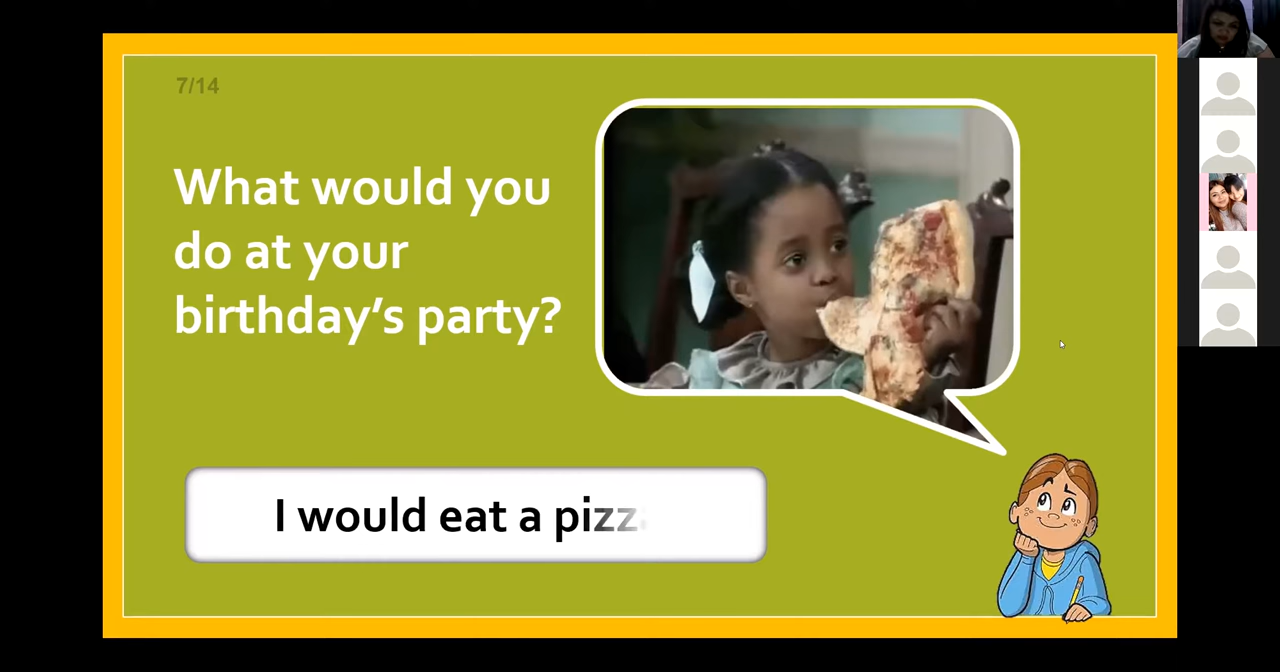 7/14
What would you
do at your
birthday's party?
I would eat a pizz